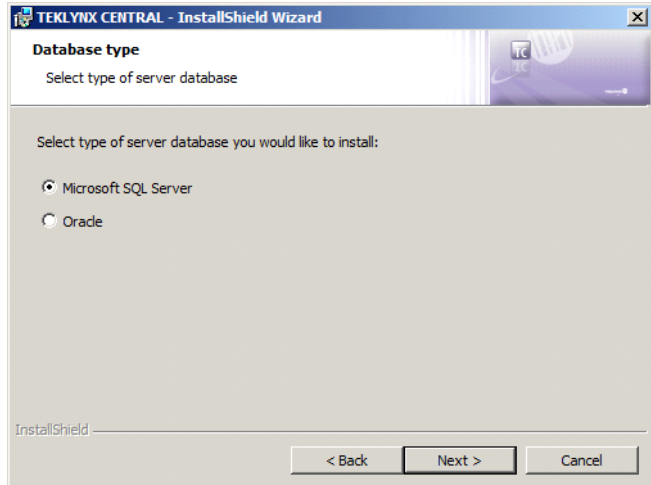 TEKLYNX CENTRAL - InstallShield Wizard
Database type
Select type of server database
TC
Select type of server database you would like to install:
Microsoft SQL Server
Oracle
InstallShield
< Back
Next >
Cancel